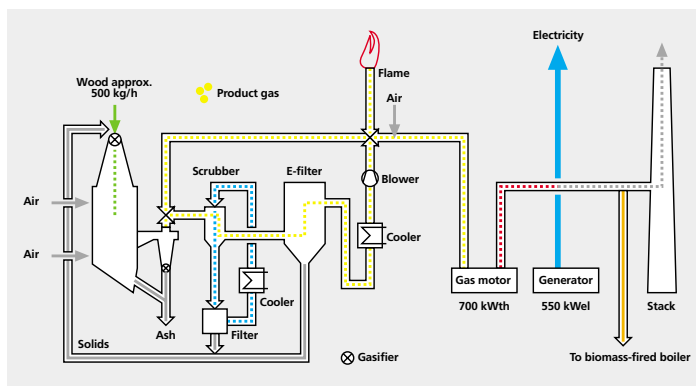 Electricity
Flame
Wood approx.
500 kg/h
Product gas
Air
Scrubber
E-filter
Blower
Air
Cooler
Air
Gas motor
Generator
Cooler
700 kWth
550 kWel
Stack
Ash
Filter
Solids
Gasifier
To biomass-fired boiler